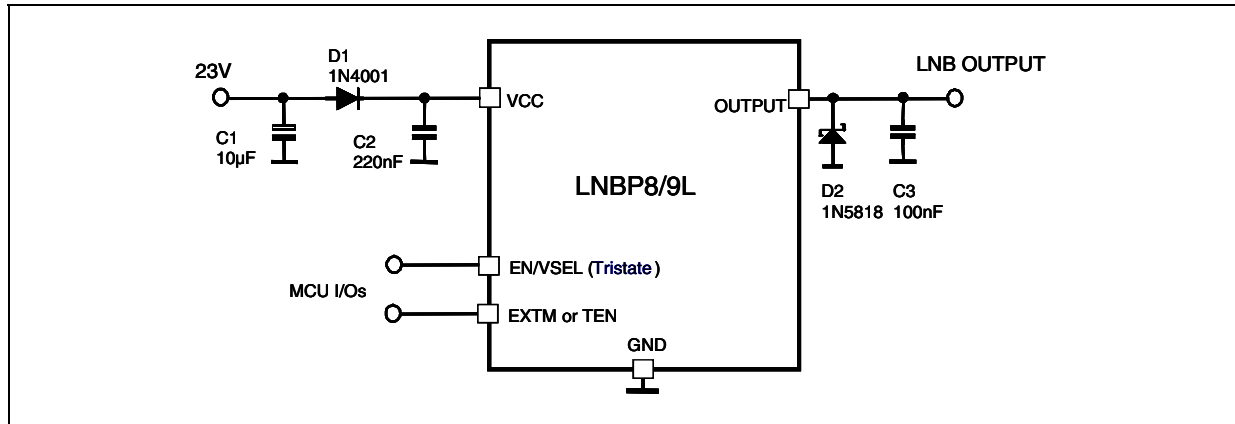 23V
D1
1N4001
C1
10µF
C2
220nF
VCC
OUTPUT
LNB OUTPUT
LNBP8/9L
D2
1N5818
C3
100nF
MCU I/Os
EN/VSEL (Tristate)
EXTM or TEN
GND